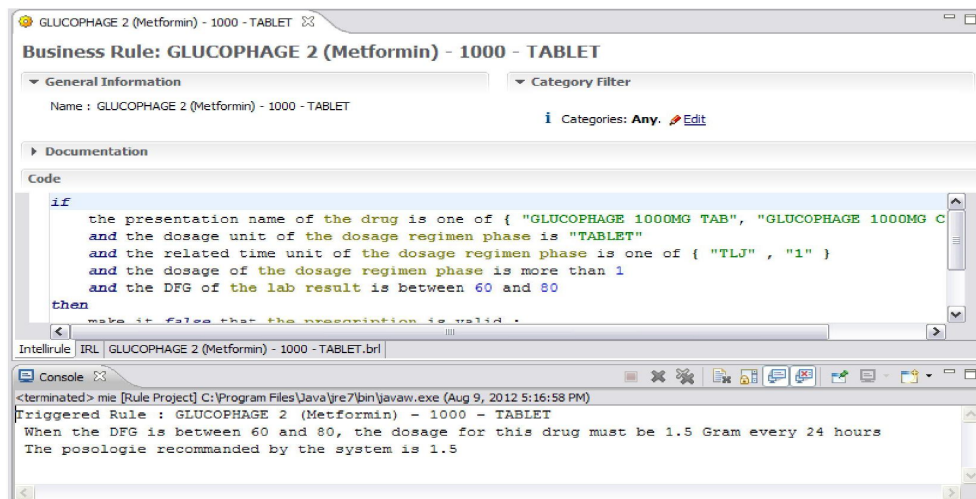 GLUCOPHAGE 2 (Metformin) - 1000 - TABLET
Business Rule: GLUCOPHAGE 2 (Metformin) - 1000 - TABLET
General Information
Category Filter
Name : GLUCOPHAGE 2 (Metformin) - 1000 - TABLET
i Categories: Any. Edit
Documentation
Code
if
the presentation name of the drug is one of { "GLUCOPHAGE 1000MG TAB", "GLUCOPHAGE 1000MG C
and the dosage unit of the dosage regimen phase is "TABLET"
and the related time unit of the dosage regimen phase is one of { "TLJ" , "1" }
and the dosage of the dosage regimen phase is more than 1
and the DFG of the lab result is between 60 and 80
then
make it false that the prescription is valid ;
Intellirule IRL GLUCOPHAGE 2 (Metformin) - 1000 - TABLET.brl
Console
<terminated> mie [Rule Project] C:\Program Files\Java\jre7\bin\javaw.exe (Aug 9, 2012 5:16:58 PM)
Triggered Rule : GLUCOPHAGE 2 (Metformin) - 1000 - TABLET
When the DFG is between 60 and 80, the dosage for this drug must be 1.5 Gram every 24 hours
The posologie recommanded by the system is 1.5